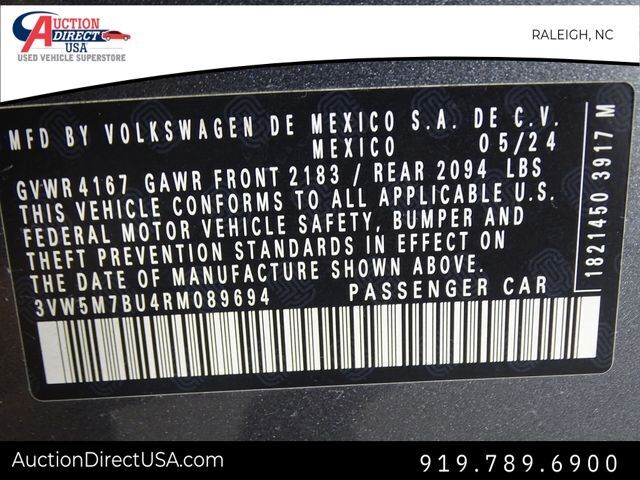 AUCTION
DIRECT
USA
USED VEHICLE SUPERSTORE
RALEIGH, NC
MFD BY VOLKSWAGEN DE MEXICO S.A. DE C.V.
MEXICO 05/24
GVWR 4167 GAWR FRONT 2183 / REAR 2094 LBS
THIS VEHICLE CONFORMS TO ALL APPLICABLE U.S.
FEDERAL MOTOR VEHICLE SAFETY, BUMPER AND
THEFT PREVENTION STANDARDS IN EFFECT ON
THE DATE OF MANUFACTURE SHOWN ABOVE.
3VW5M7BU4RM089694 PASSENGER CAR
1821450 3917 M
AuctionDirectUSA.com
919.789.6900